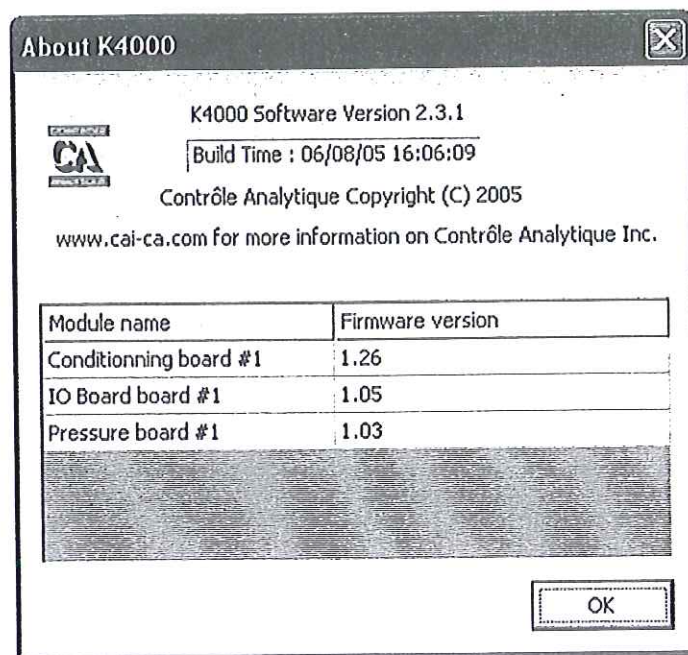 About K4000
K4000 Software Version 2.3.1
CA
Build Time : 06/08/05 16:06:09
Contrôle Analytique Copyright (C) 2005
www.cai-ca.com for more information on Contrôle Analytique Inc.
Module name Firmware version
Conditionning board #1 1.26
IO Board board #1 1.05
Pressure board #1 1.03
OK